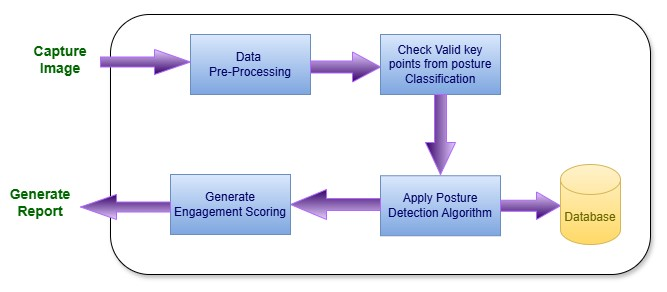 Capture
Image
Data
Pre-Processing
Check Valid key
points from posture
Classification
Generate
Report
Generate
Engagement Scoring
Apply Posture
Detection Algorithm
Database